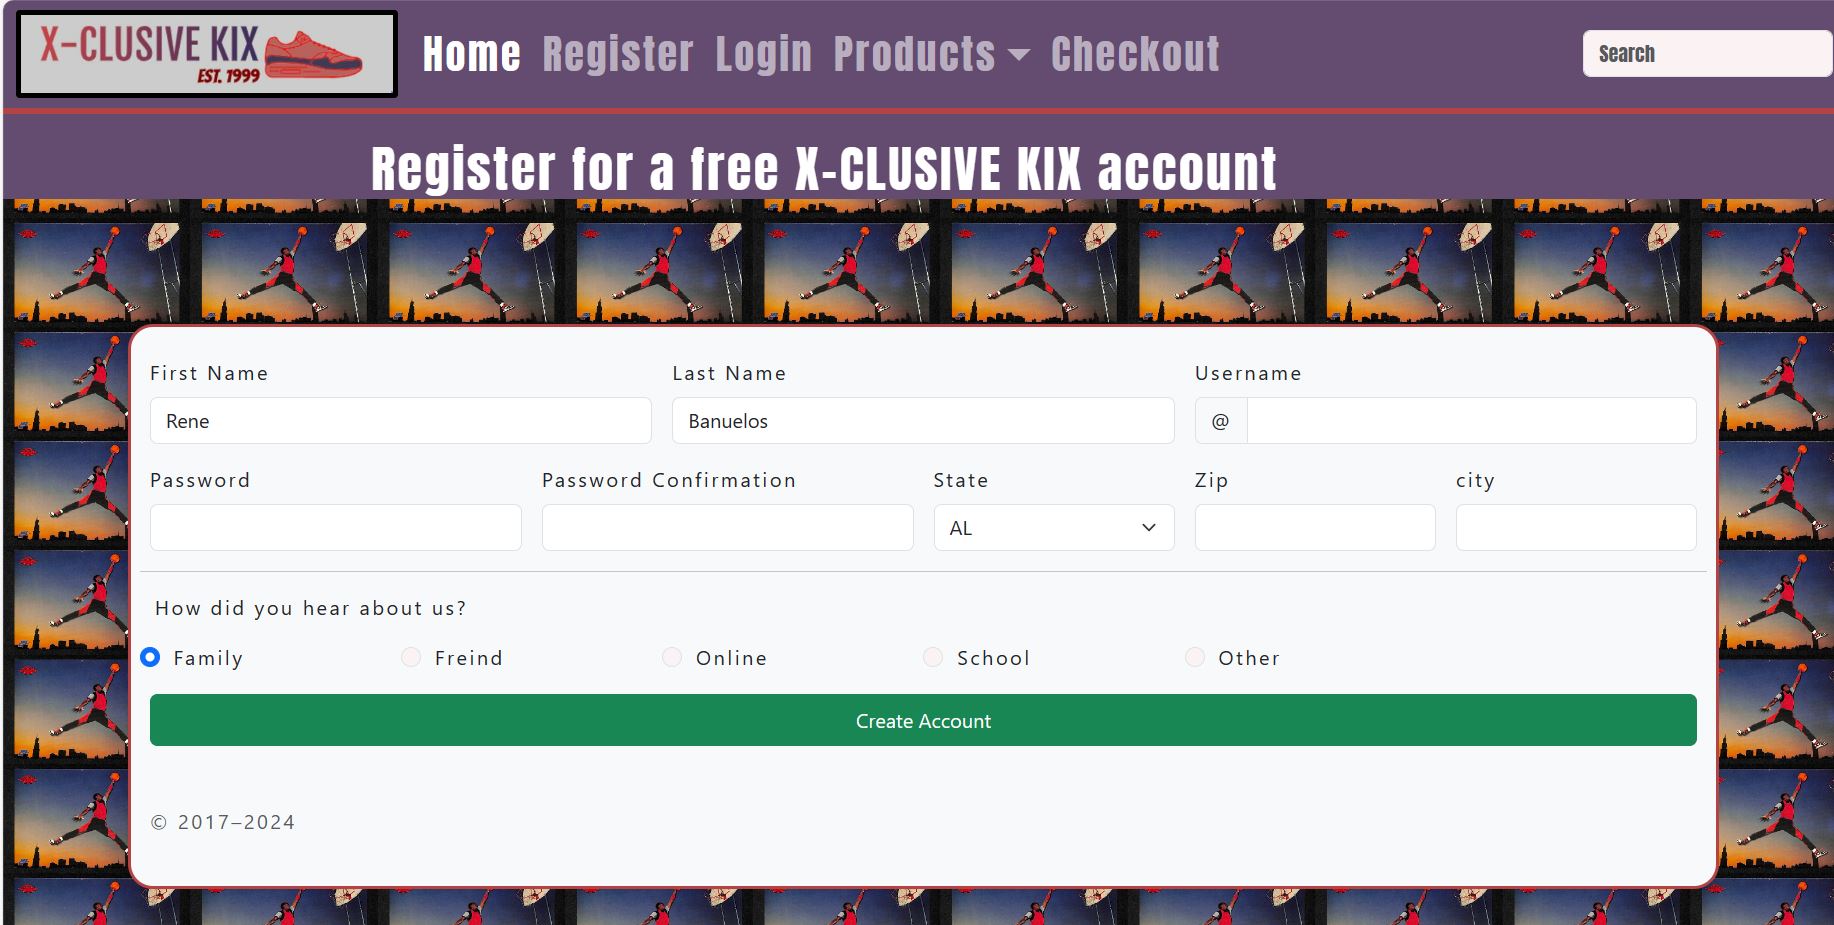 X-CLUSIVE KIX
EST. 1999
Home Register Login Products Checkout
Search
Register for a free X-CLUSIVE KIX account
First Name Last Name Username
Rene Banuelos @
Password Password Confirmation State Zip city
AL
How did you hear about us?
Family Freind Online School Other
Create Account
© 2017–2024